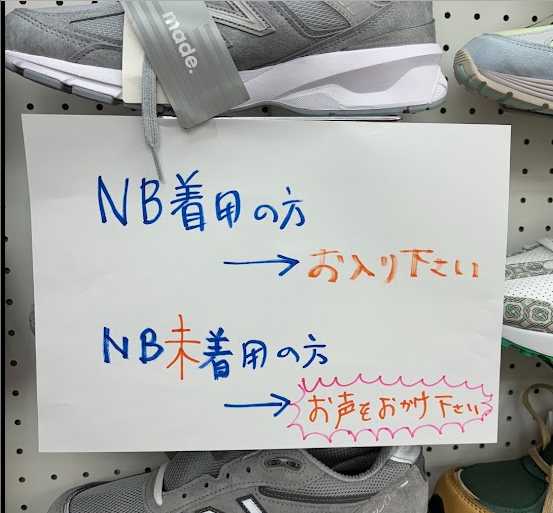 made.
NB着用の方
→お入り下さい
NB未着用の方
→お声をおかけ下さい